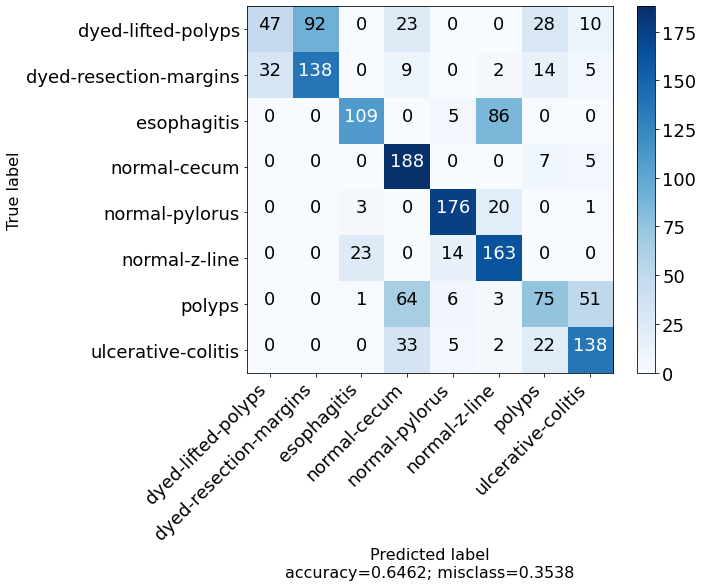 dyed-lifted-polyps 47 92 0 23 0 0 28 10
dyed-resection-margins 32 138 0 9 0 2 14 5
esophagitis 0 0 109 0 5 86 0 0
normal-cecum 0 0 0 188 0 0 7 5
normal-pylorus 0 0 3 0 176 20 0 1
normal-z-line 0 0 23 0 14 163 0 0
polyps 0 0 1 64 6 3 75 51
ulcerative-colitis 0 0 0 33 5 2 22 138
True label
dyed-lifted-polyps
dyed-resection-margins
esophagitis
normal-cecum
normal-pylorus
normal-z-line
polyps
ulcerative-colitis
Predicted label
accuracy=0.6462; misclass=0.3538
175
150
125
100
75
50
25
0